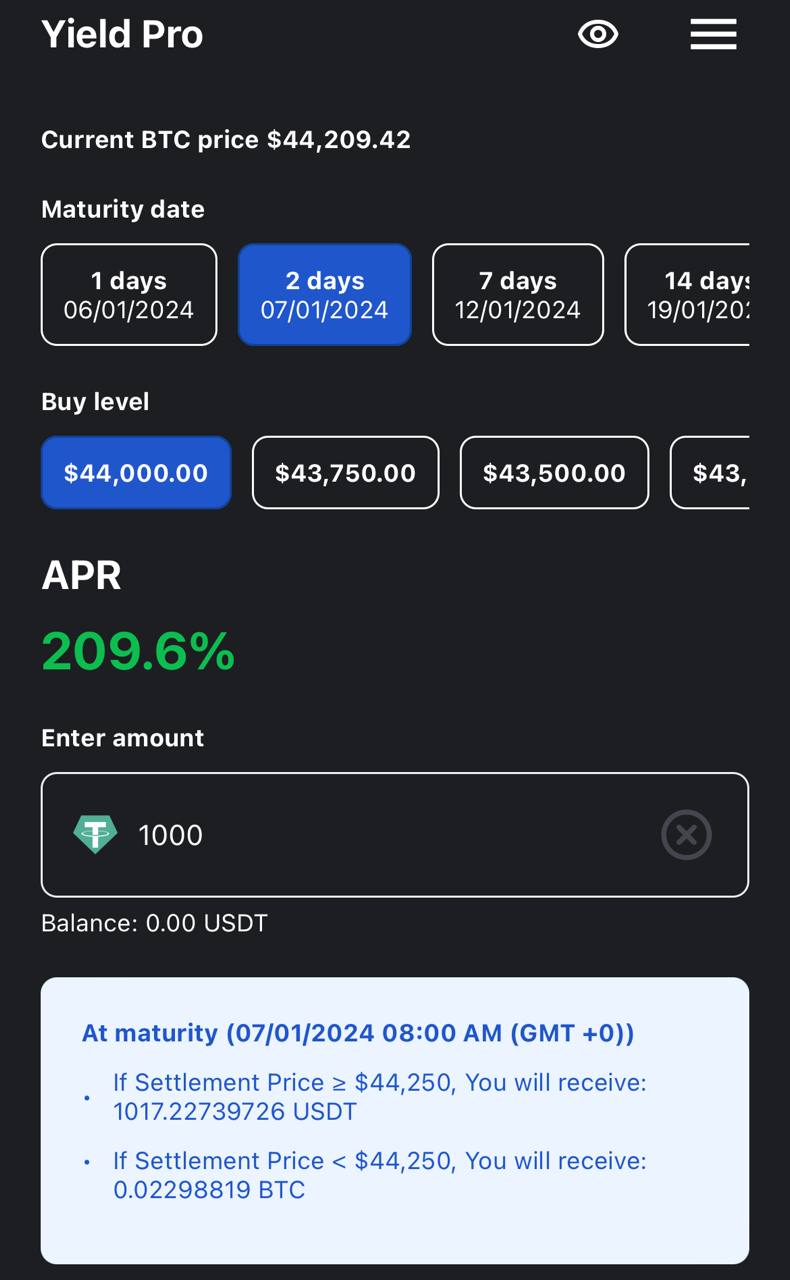 Yield Pro
Current BTC price $44,209.42
Maturity date
1 days
06/01/2024
2 days
07/01/2024
7 days
12/01/2024
14 days
19/01/202
Buy level
$44,000.00
$43,750.00
$43,500.00
$43,
APR
209.6%
Enter amount
1000
Balance: 0.00 USDT
At maturity (07/01/2024 08:00 AM (GMT +0))
• If Settlement Price ≥ $44,250, You will receive:
1017.22739726 USDT
• If Settlement Price < $44,250, You will receive:
0.02298819 BTC